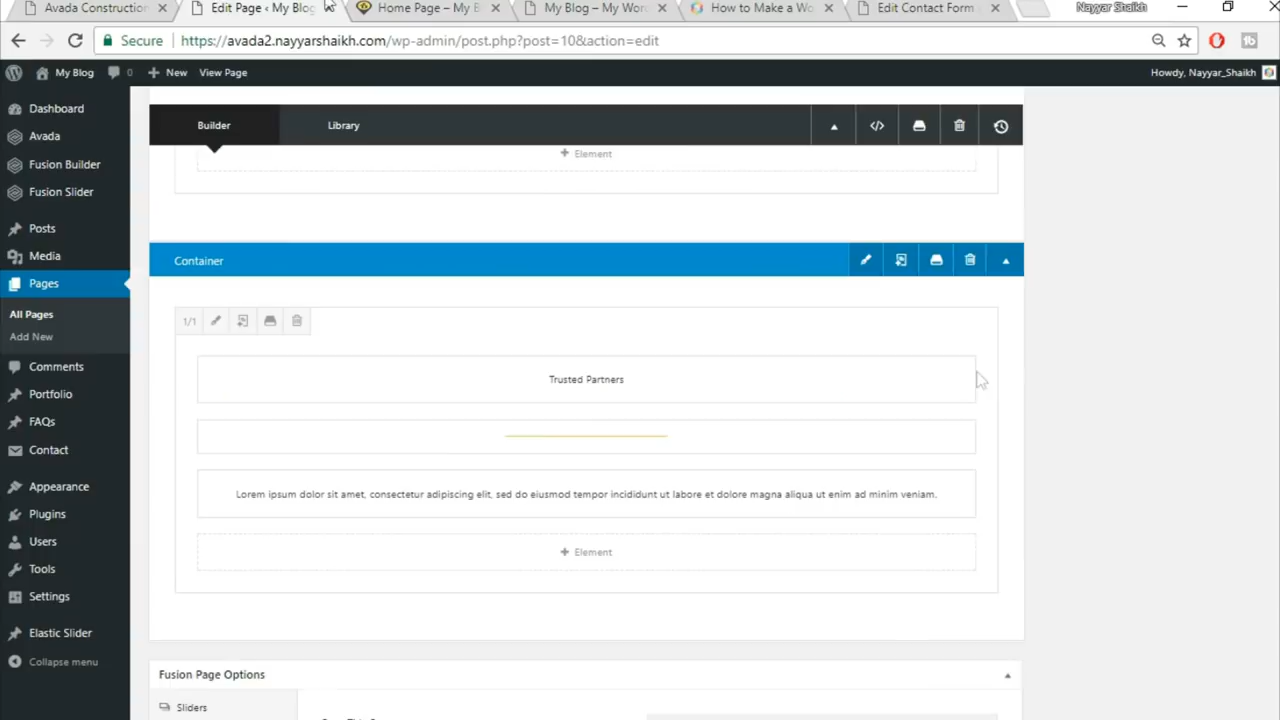 Avada Construction
Edit Page ‹ My Blog
Home Page – My B
My Blog – My Wor
How to Make a Wo
Edit Contact Form
Nayyar Shaikh
Secure
https://avada2.nayyarshaikh.com/wp-admin/post.php?post=10&action=edit
My Blog
0
New
View Page
Howdy, Nayyar_Shaikh
Dashboard
Avada
Fusion Builder
Fusion Slider
Posts
Media
Pages
All Pages
Add New
Comments
Portfolio
FAQs
Contact
Appearance
Plugins
Users
Tools
Settings
Elastic Slider
Collapse menu
Builder
Library
+ Element
Container
1/1
Trusted Partners
Lorem ipsum dolor sit amet, consectetur adipiscing elit, sed do eiusmod tempor incididunt ut labore et dolore magna aliqua ut enim ad minim veniam.
+ Element
Fusion Page Options
Sliders